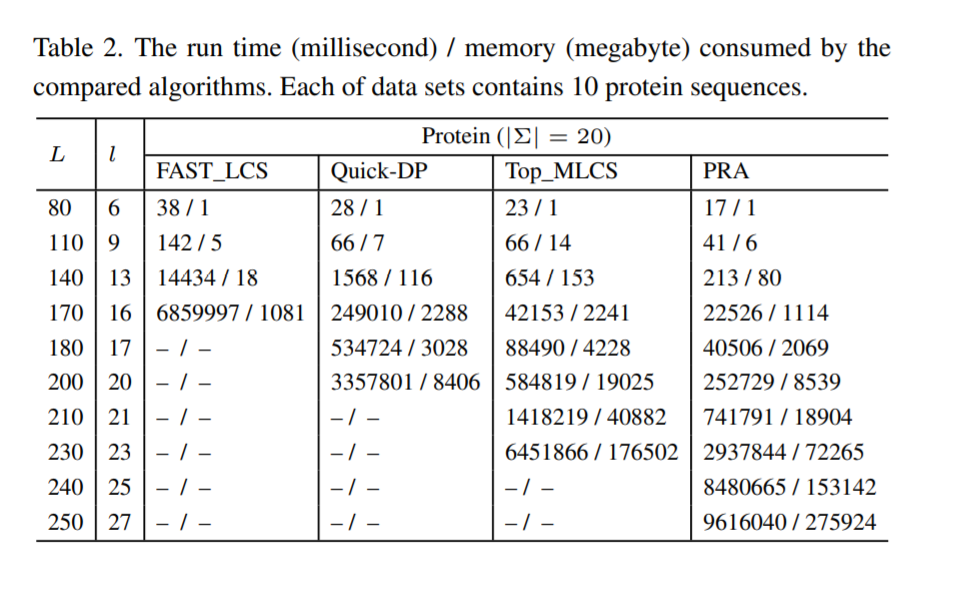 Table 2. The run time (millisecond) / memory (megabyte) consumed by the
compared algorithms. Each of data sets contains 10 protein sequences.
L l Protein (|Σ| = 20)
FAST_LCS Quick-DP Top_MLCS PRA
80 6 38 / 1 28 / 1 23 / 1 17 / 1
110 9 142 / 5 66 / 7 66 / 14 41 / 6
140 13 14434 / 18 1568 / 116 654 / 153 213 / 80
170 16 6859997 / 1081 249010 / 2288 42153 / 2241 22526 / 1114
180 17 – / – 534724 / 3028 88490 / 4228 40506 / 2069
200 20 – / – 3357801 / 8406 584819 / 19025 252729 / 8539
210 21 – / – – / – 1418219 / 40882 741791 / 18904
230 23 – / – – / – 6451866 / 176502 2937844 / 72265
240 25 – / – – / – – / – 8480665 / 153142
250 27 – / – – / – – / – 9616040 / 275924